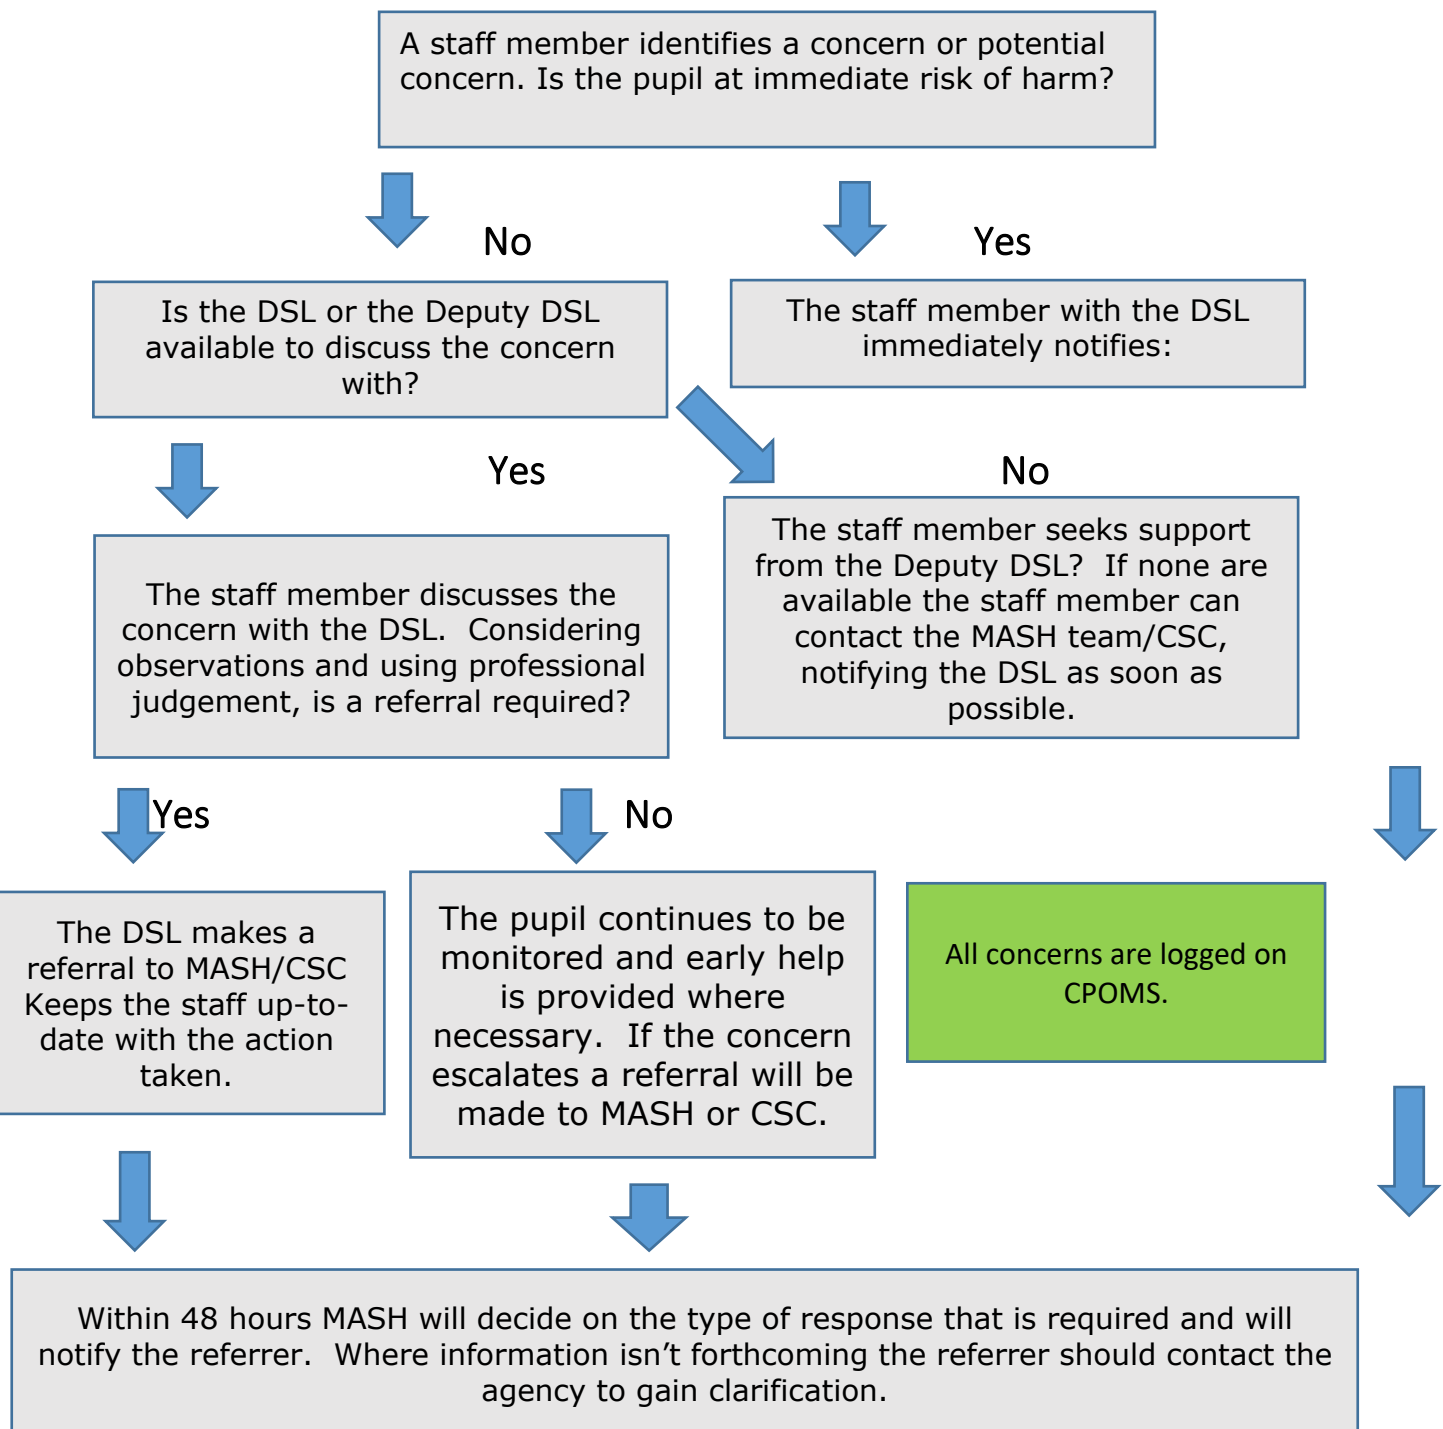 A staff member identifies a concern or potential
concern. Is the pupil at immediate risk of harm?
No
Yes
Is the DSL or the Deputy DSL
available to discuss the concern
with?
The staff member with the DSL
immediately notifies:
Yes
No
The staff member discusses the
concern with the DSL.  Considering
observations and using professional
judgement, is a referral required?
The staff member seeks support
from the Deputy DSL?  If none are
available the staff member can
contact the MASH team/CSC,
notifying the DSL as soon as
possible.
Yes
No
The DSL makes a
referral to MASH/CSC
Keeps the staff up-to-
date with the action
taken.
The pupil continues to be
monitored and early help
is provided where
necessary.  If the concern
escalates a referral will be
made to MASH or CSC.
All concerns are logged on
CPOMS.
Within 48 hours MASH will decide on the type of response that is required and will
notify the referrer.  Where information isn't forthcoming the referrer should contact the
agency to gain clarification.